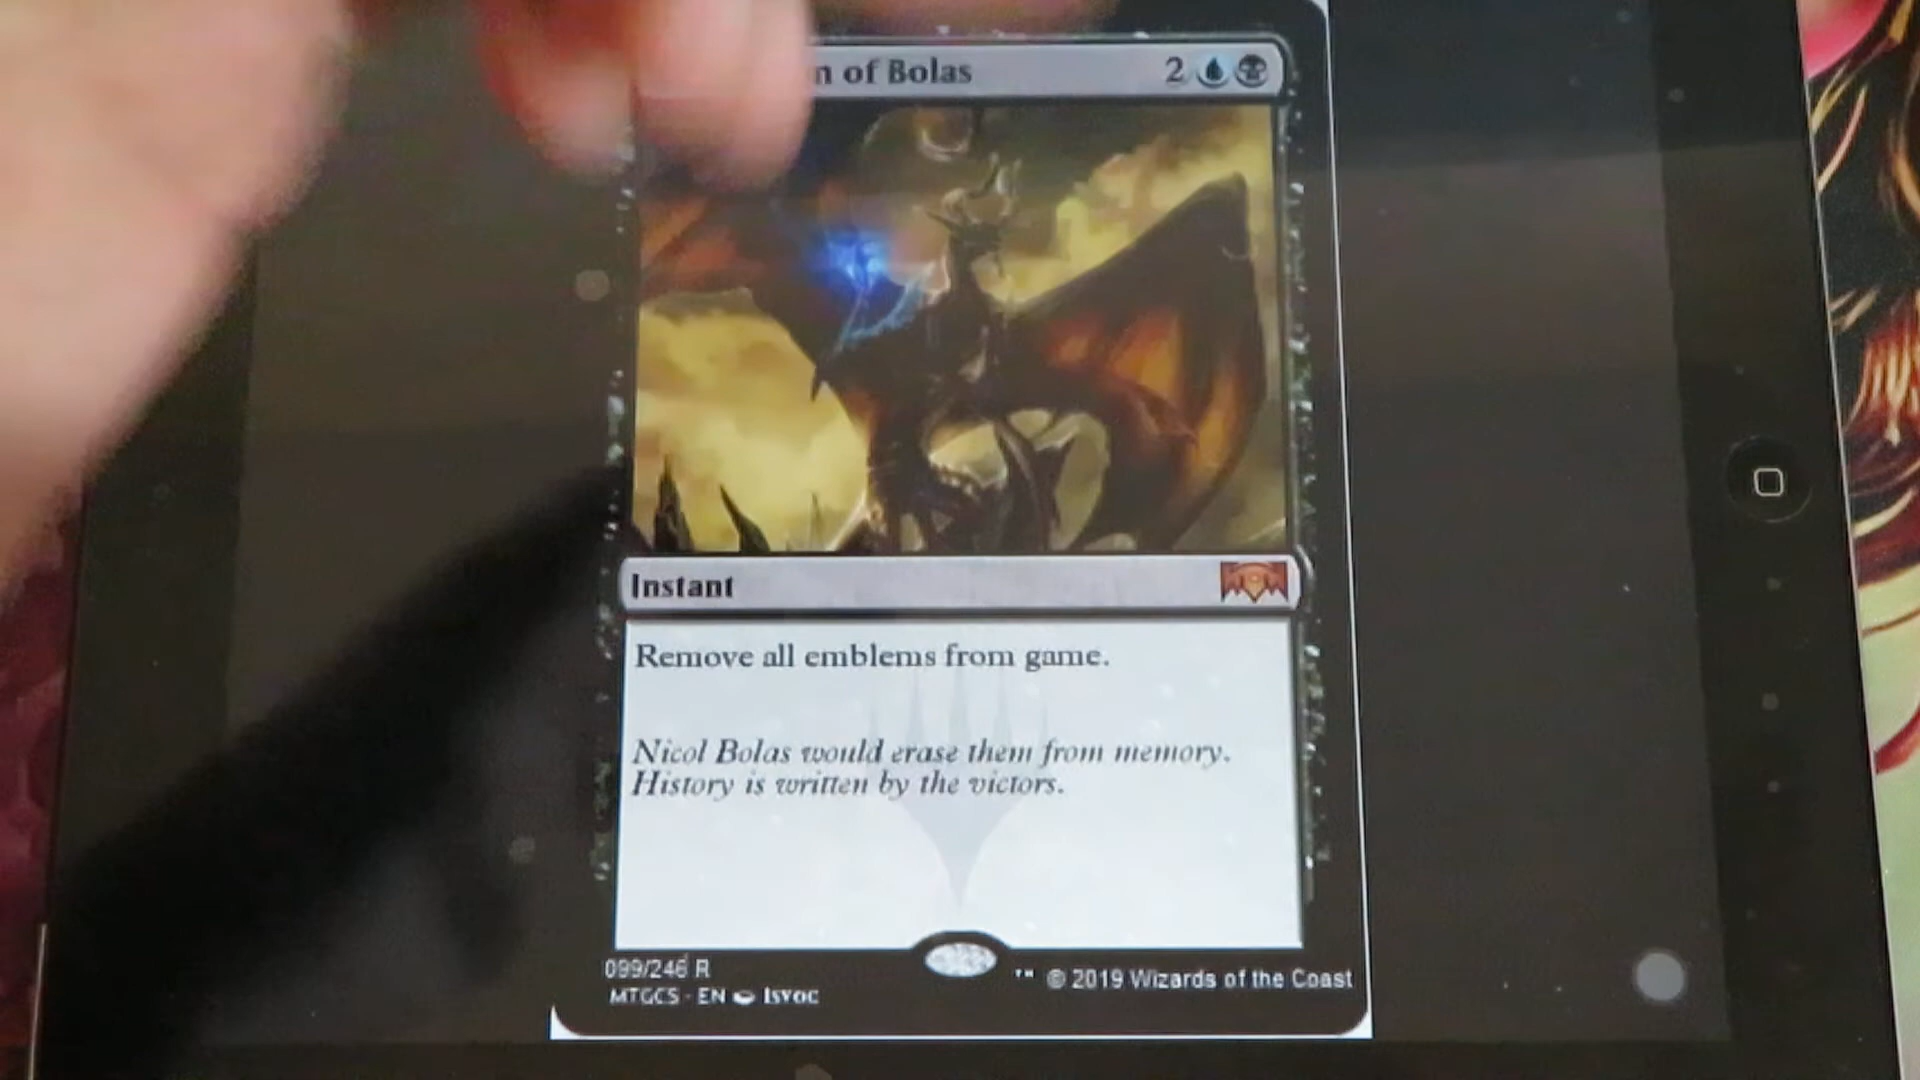 of Bolas 2
Instant
Remove all emblems from game.
Nicol Bolas would erase them from memory.
History is written by the victors.
099/246 R
MTGCS - EN Isvoc
™ © 2019 Wizards of the Coast